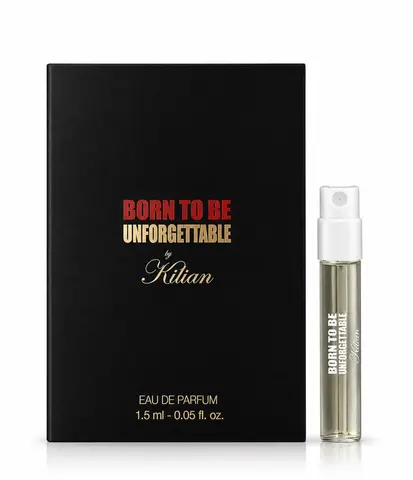 BORN TO BE
UNFORGETTABLE
by
Kilian
EAU DE PARFUM
1.5 ml - 0.05 fl. oz.
BORN TO BE
UNFORGETTABLE
Kilian